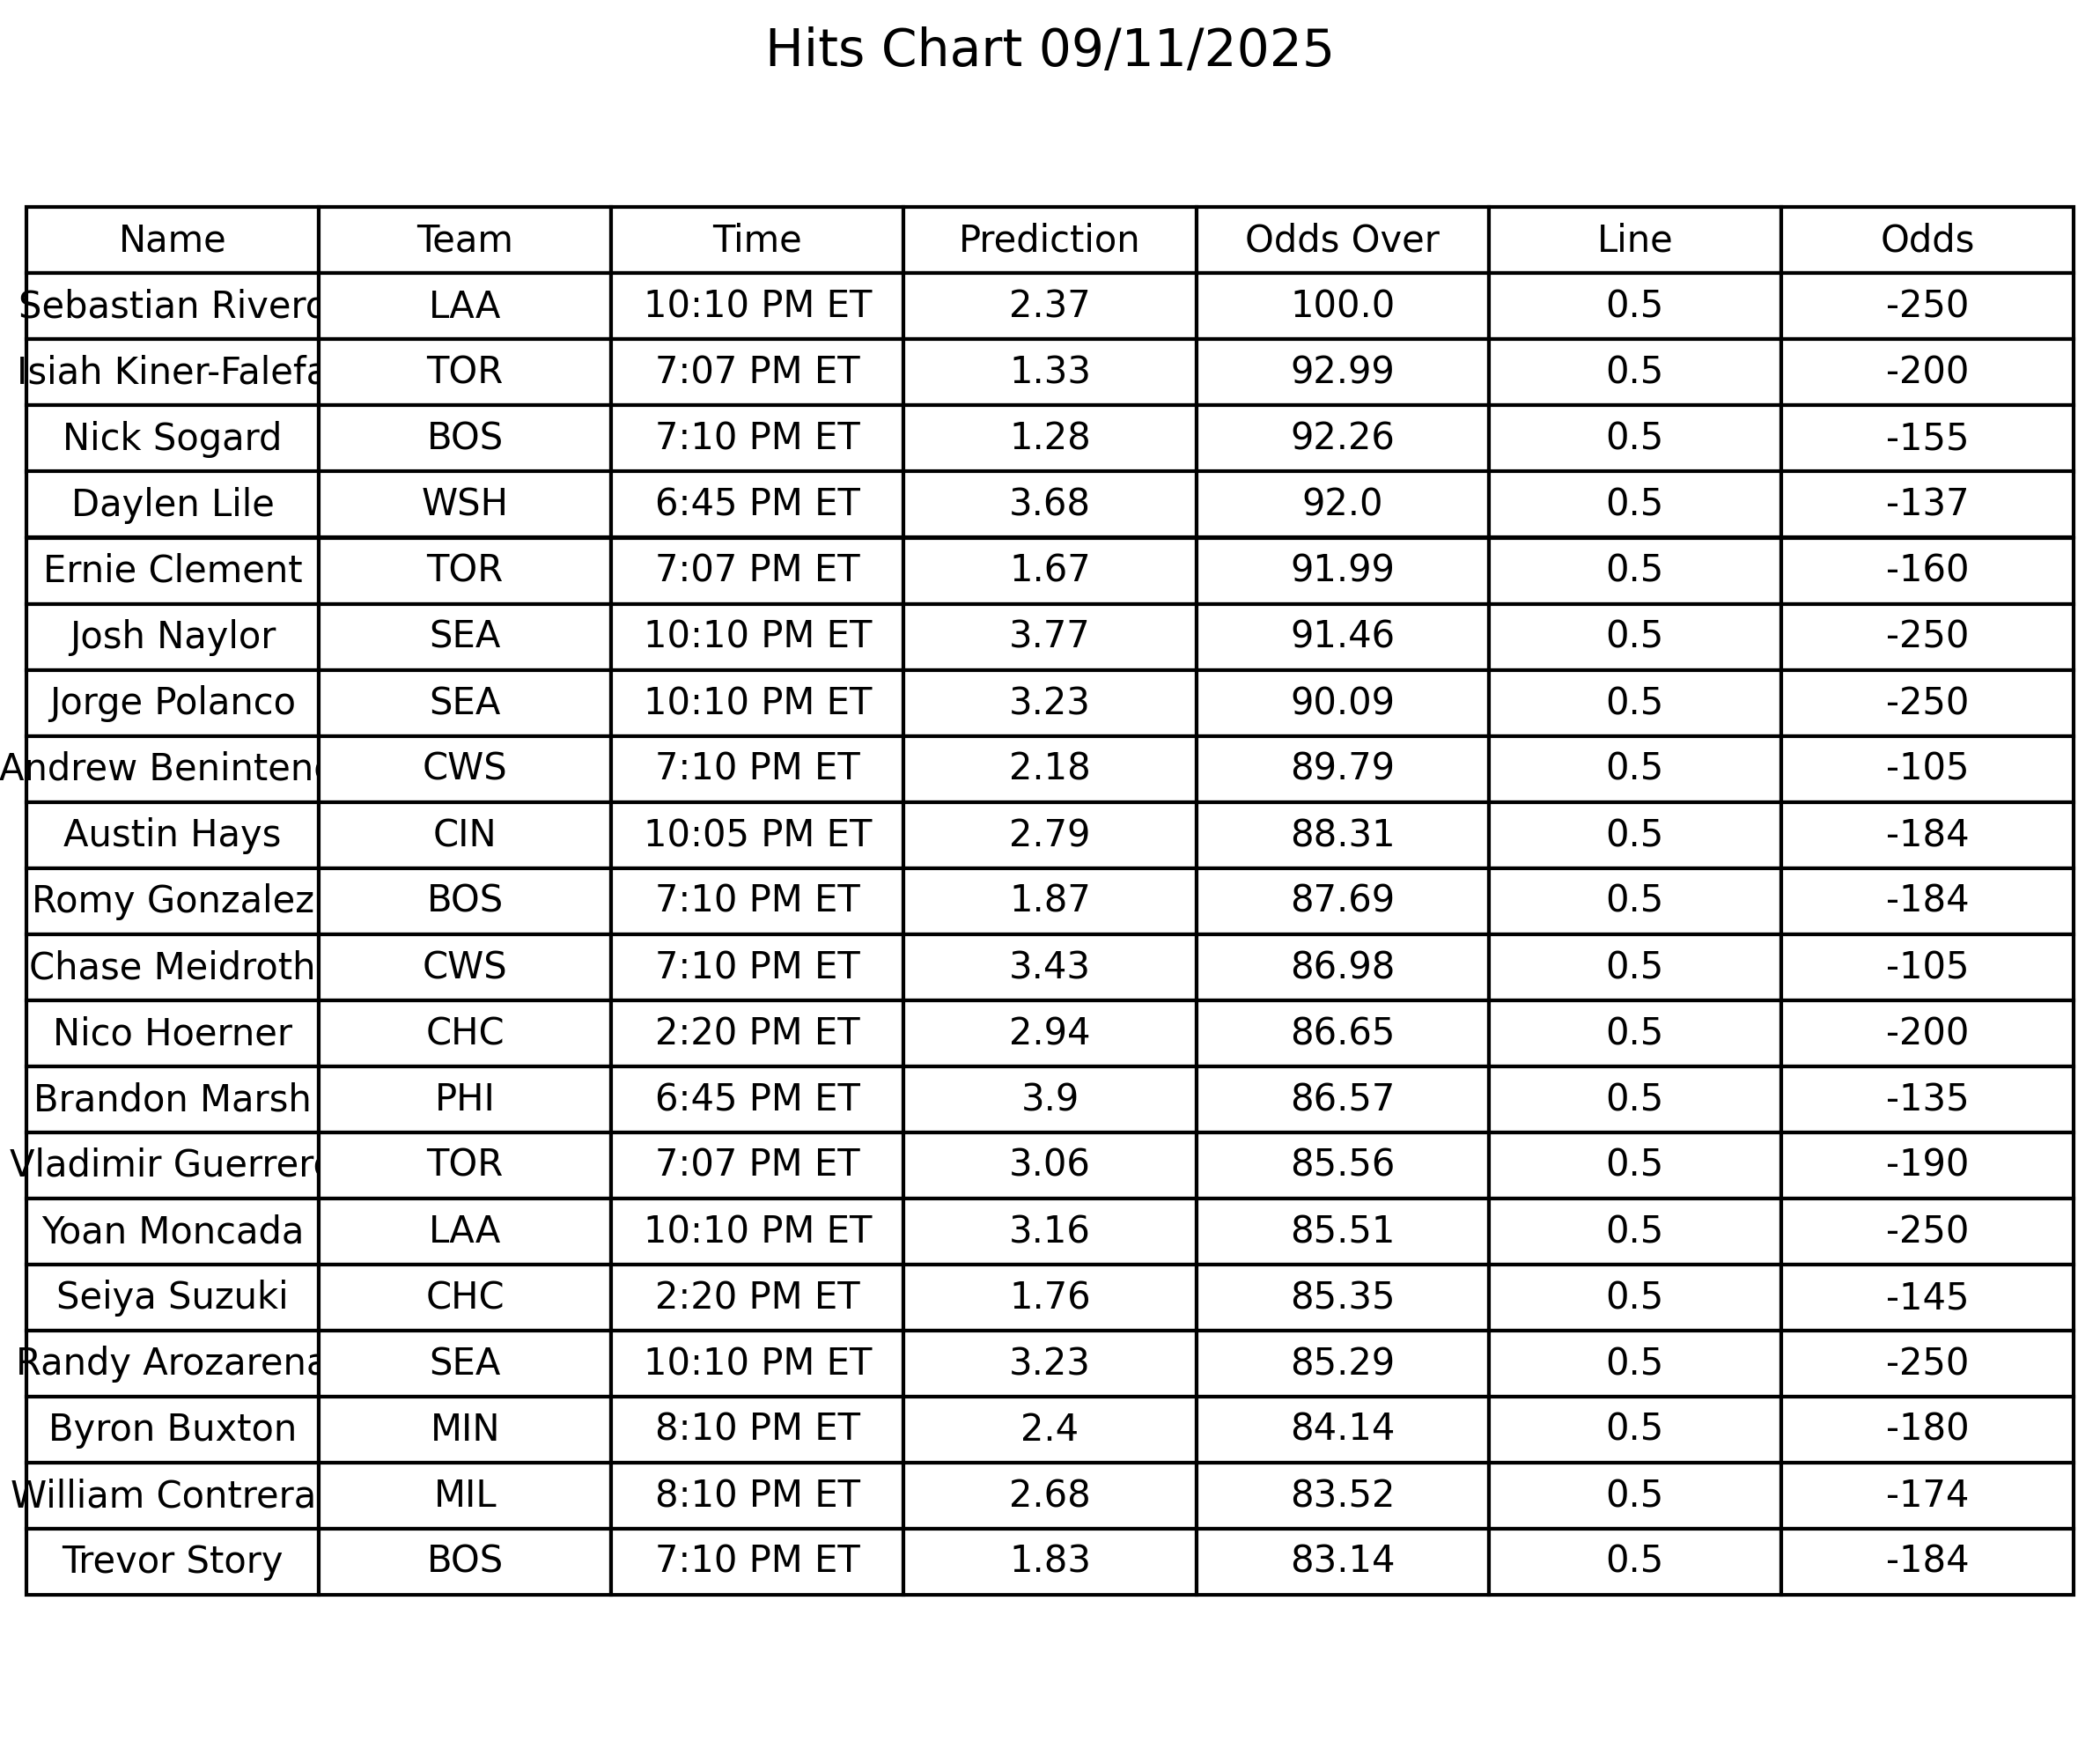 Hits Chart 09/11/2025
Name Team Time Prediction Odds Over Line Odds
Sebastian Rivero LAA 10:10 PM ET 2.37 100.0 0.5 -250
Isiah Kiner-Falefa TOR 7:07 PM ET 1.33 92.99 0.5 -200
Nick Sogard BOS 7:10 PM ET 1.28 92.26 0.5 -155
Daylen Lile WSH 6:45 PM ET 3.68 92.0 0.5 -137
Ernie Clement TOR 7:07 PM ET 1.67 91.99 0.5 -160
Josh Naylor SEA 10:10 PM ET 3.77 91.46 0.5 -250
Jorge Polanco SEA 10:10 PM ET 3.23 90.09 0.5 -250
Andrew Beninten CWS 7:10 PM ET 2.18 89.79 0.5 -105
Austin Hays CIN 10:05 PM ET 2.79 88.31 0.5 -184
Romy Gonzalez BOS 7:10 PM ET 1.87 87.69 0.5 -184
Chase Meidroth CWS 7:10 PM ET 3.43 86.98 0.5 -105
Nico Hoerner CHC 2:20 PM ET 2.94 86.65 0.5 -200
Brandon Marsh PHI 6:45 PM ET 3.9 86.57 0.5 -135
Vladimir Guerrero TOR 7:07 PM ET 3.06 85.56 0.5 -190
Yoan Moncada LAA 10:10 PM ET 3.16 85.51 0.5 -250
Seiya Suzuki CHC 2:20 PM ET 1.76 85.35 0.5 -145
Randy Arozarena SEA 10:10 PM ET 3.23 85.29 0.5 -250
Byron Buxton MIN 8:10 PM ET 2.4 84.14 0.5 -180
William Contrera MIL 8:10 PM ET 2.68 83.52 0.5 -174
Trevor Story BOS 7:10 PM ET 1.83 83.14 0.5 -184